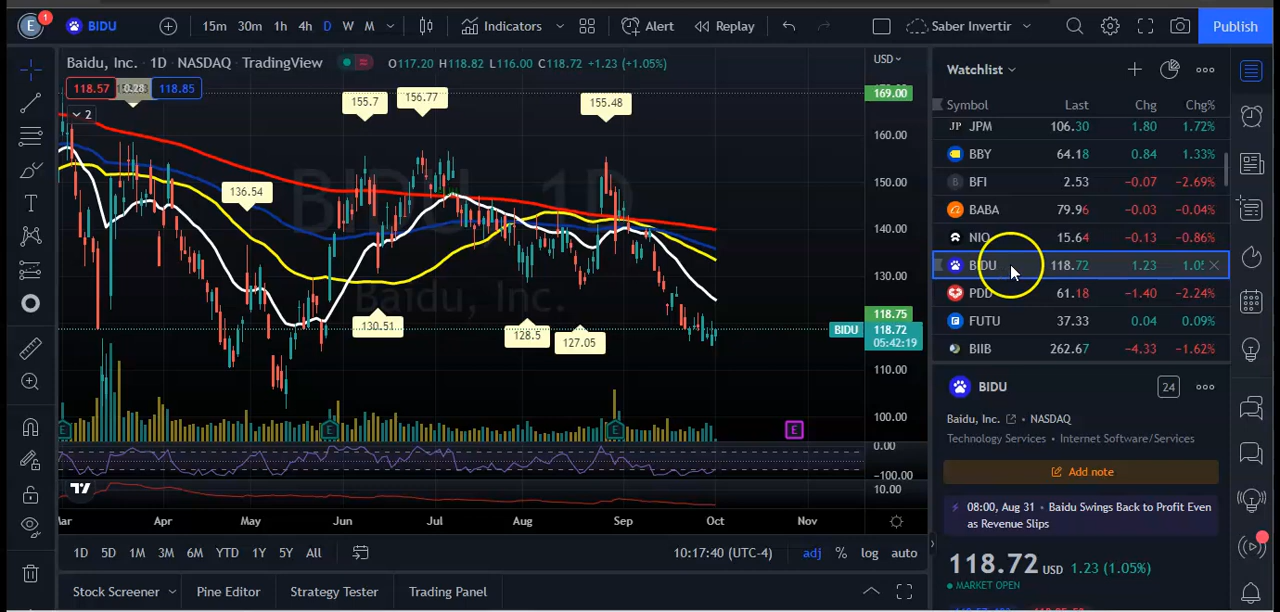 E 1 BIDU 15m 30m 1h 4h D W M Indicators Alert Replay Saber Invertir Publish
Baidu, Inc. · 1D · NASDAQ · TradingView O117.20 H118.82 L116.00 C118.72 +1.23 (+1.05%) USD
118.57 0.28 118.85
2
155.7 156.77 155.48
136.54
130.51 128.5 127.05
BIDU, 1D
Baidu, Inc.
169.00
160.00
150.00
140.00
130.00
118.75
BIDU 118.72
05:42:19
110.00
100.00
E E E E
0.00
−100.00
10.00
Mar Apr May Jun Jul Aug Sep Oct Nov
1D 5D 1M 3M 6M YTD 1Y 5Y All 10:17:40 (UTC-4) adj % log auto
Stock Screener Pine Editor Strategy Tester Trading Panel
Watchlist
Symbol Last Chg Chg%
JP JPM 106.30 1.80 1.72%
BBY 64.18 0.84 1.33%
B BFI 2.53 −0.07 −2.69%
BABA 79.96 −0.03 −0.04%
NIO 15.64 −0.13 −0.86%
BIDU 118.72 1.23
PDD 61.18 −1.40 −2.24%
FUTU 37.33 0.04 0.09%
BIIB 262.67 −4.33 −1.62%
BIDU 24
Baidu, Inc. · NASDAQ
Technology Services · Internet Software/Services
Add note
08:00, Aug 31 · Baidu Swings Back to Profit Even
as Revenue Slips
118.72 USD 1.23 (1.05%)
MARKET OPEN